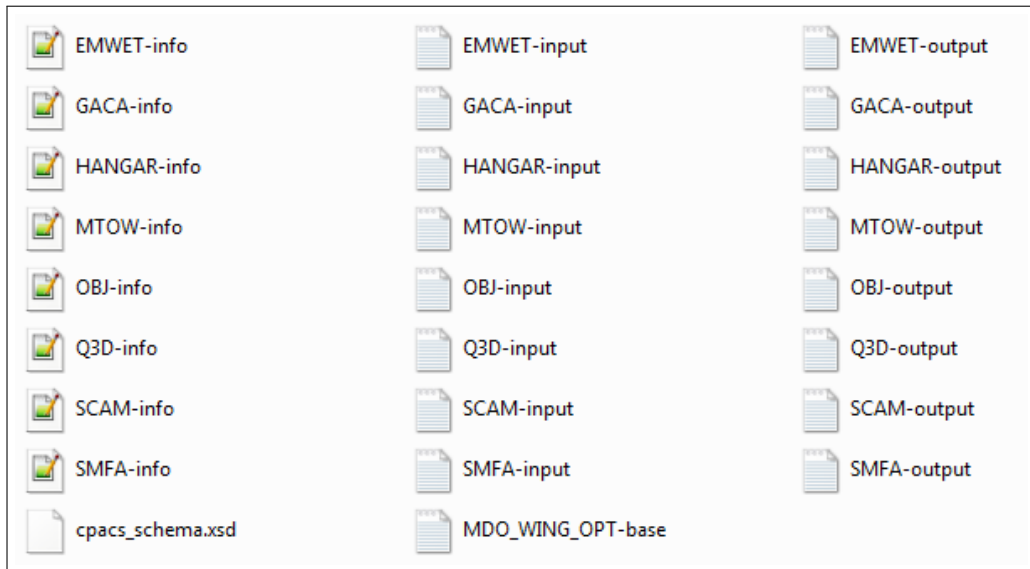 EMWET-info EMWET-input EMWET-output
GACA-info GACA-input GACA-output
HANGAR-info HANGAR-input HANGAR-output
MTOW-info MTOW-input MTOW-output
OBJ-info OBJ-input OBJ-output
Q3D-info Q3D-input Q3D-output
SCAM-info SCAM-input SCAM-output
SMFA-info SMFA-input SMFA-output
cpacs_schema.xsd MDO_WING_OPT-base